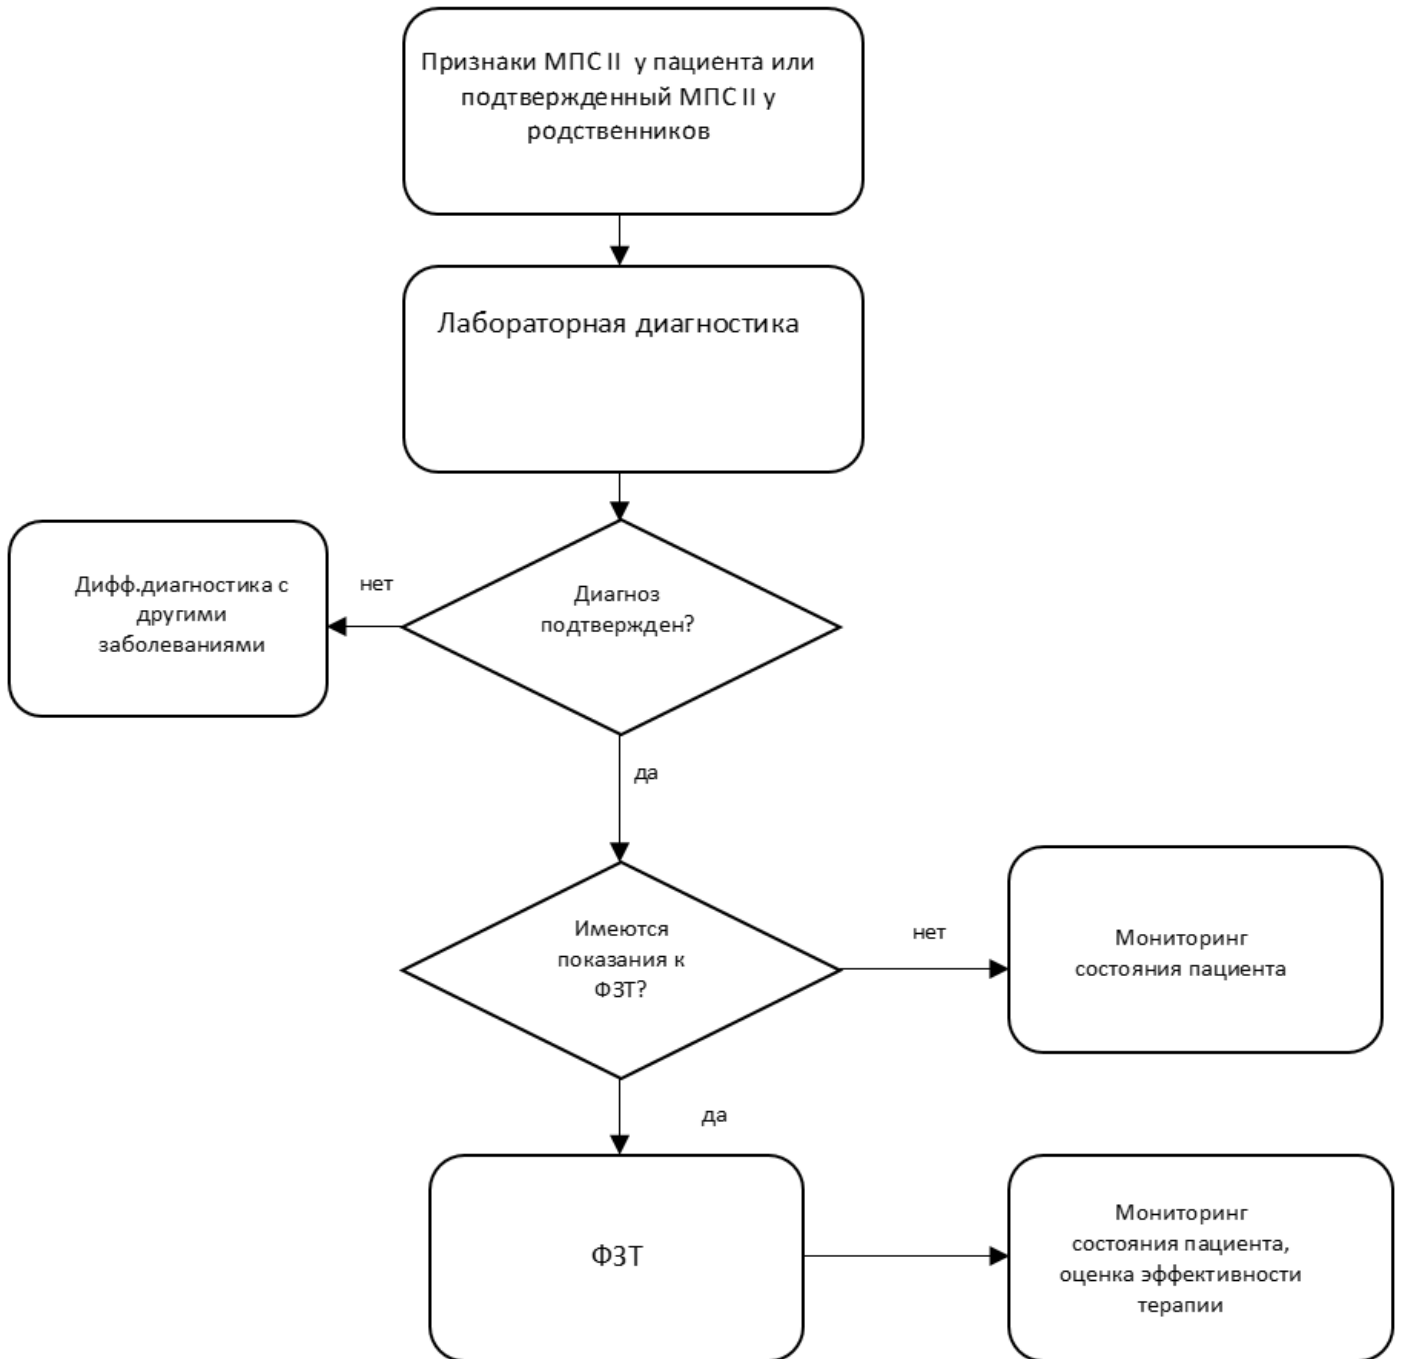 Признаки МПС II у пациента или
подтвержденный МПС II у
родственников
Лабораторная диагностика
Дифф.диагностика с
другими
заболеваниями
нет
Диагноз
подтвержден?
да
Имеются
показания к
ФЗТ?
нет
Мониторинг
состояния пациента
да
ФЗТ
Мониторинг
состояния пациента,
оценка эффективности
терапии